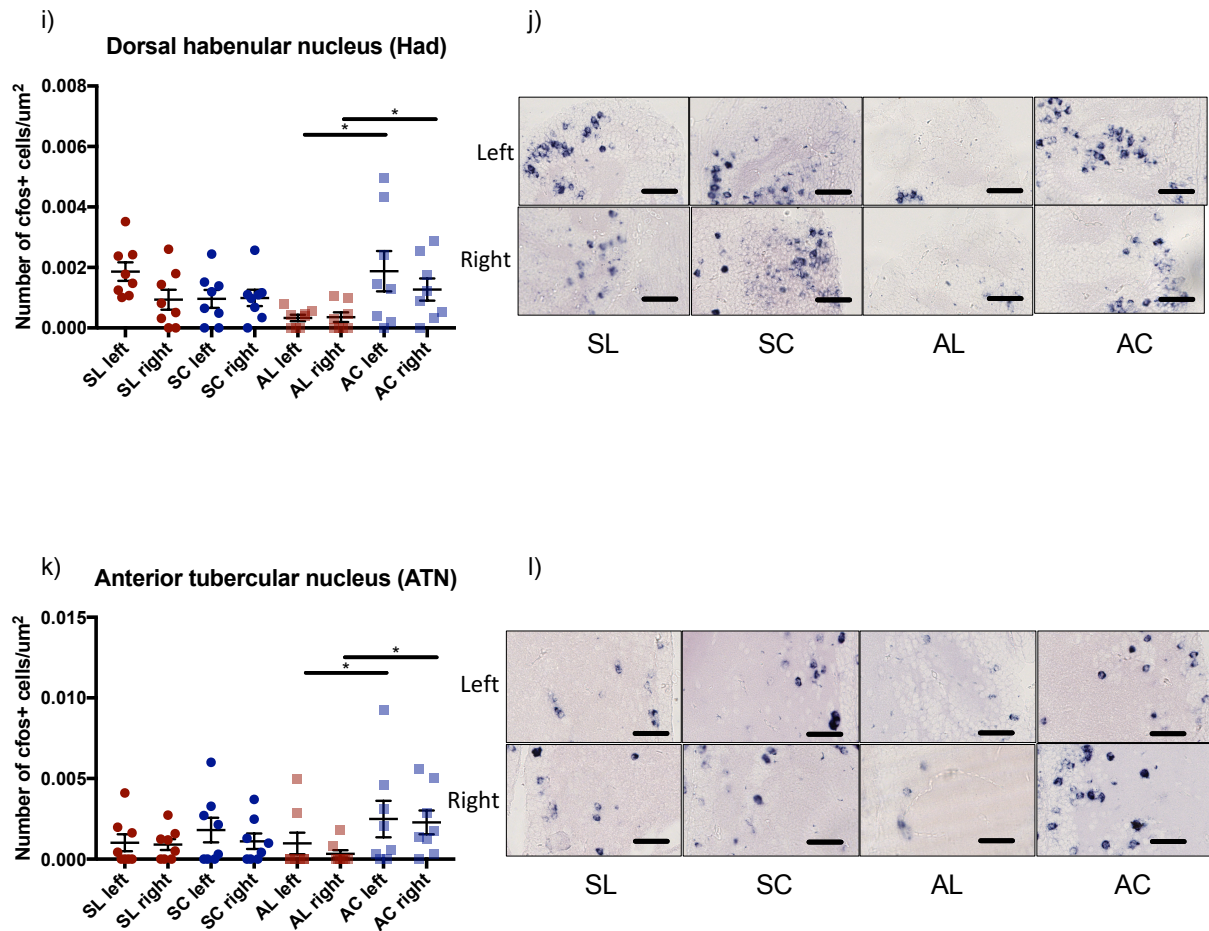 i)
Dorsal habenular nucleus (Had)
Number of cfos+ cells/um²
0.008
0.006
0.004
0.002
0.000
*
*
SL left
SL right
SC left
SC right
AL left
AL right
AC left
AC right
j)
Left
Right
SL SC AL AC
k)
Anterior tubercular nucleus (ATN)
Number of cfos+ cells/um²
0.015
0.010
0.005
0.000
*
*
SL left
SL right
SC left
SC right
AL left
AL right
AC left
AC right
l)
Left
Right
SL SC AL AC